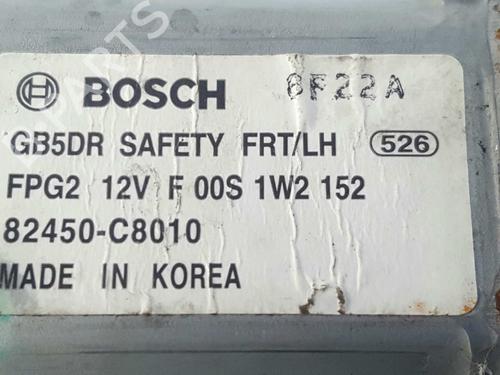 BOSCH 8F22A
GB5DR SAFETY FRT/LH 526
FPG2 12V F 00S 1W2 152
82450-C8010
MADE IN KOREA